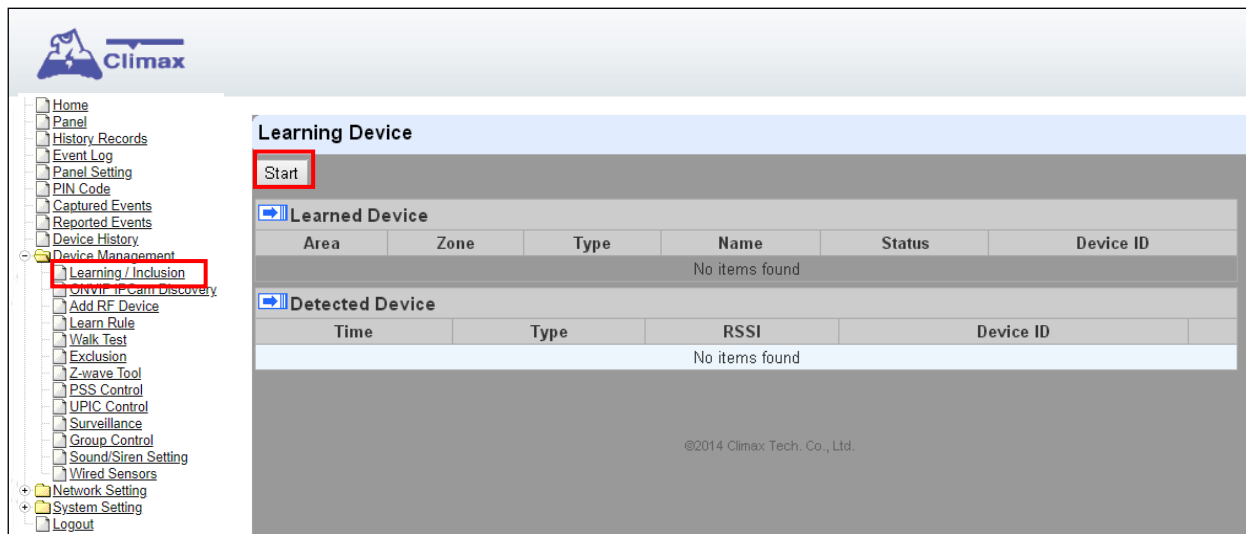 Climax
Home
Panel
History Records
Event Log
Panel Setting
PIN Code
Captured Events
Reported Events
Device History
Device Management
Learning / Inclusion
ONVIF IPCam Discovery
Add RF Device
Learn Rule
Walk Test
Exclusion
Z-wave Tool
PSS Control
UPIC Control
Surveillance
Group Control
Sound/Siren Setting
Wired Sensors
Network Setting
System Setting
Logout
Learning Device
Start
Learned Device
Area Zone Type Name Status Device ID
No items found
Detected Device
Time Type RSSI Device ID
No items found
©2014 Climax Tech. Co., Ltd.